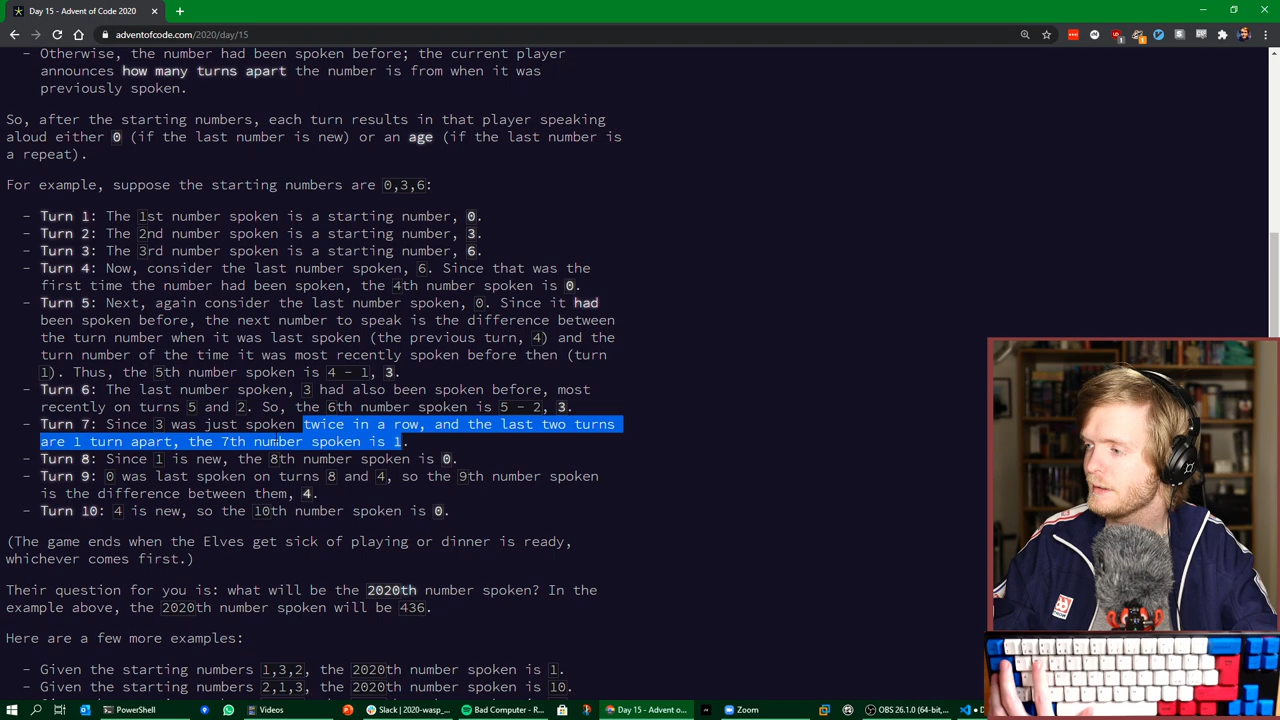 Day 15 - Advent of Code 2020
adventofcode.com/2020/day/15
- Otherwise, the number had been spoken before; the current player
announces how many turns apart the number is from when it was
previously spoken.
So, after the starting numbers, each turn results in that player speaking
aloud either 0 (if the last number is new) or an age (if the last number is
a repeat).
For example, suppose the starting numbers are 0,3,6:
- Turn 1: The 1st number spoken is a starting number, 0.
- Turn 2: The 2nd number spoken is a starting number, 3.
- Turn 3: The 3rd number spoken is a starting number, 6.
- Turn 4: Now, consider the last number spoken, 6. Since that was the
first time the number had been spoken, the 4th number spoken is 0.
- Turn 5: Next, again consider the last number spoken, 0. Since it had
been spoken before, the next number to speak is the difference between
the turn number when it was last spoken (the previous turn, 4) and the
turn number of the time it was most recently spoken before then (turn
1). Thus, the 5th number spoken is 4 - 1, 3.
- Turn 6: The last number spoken, 3 had also been spoken before, most
recently on turns 5 and 2. So, the 6th number spoken is 5 - 2, 3.
- Turn 7: Since 3 was just spoken twice in a row, and the last two turns
are 1 turn apart, the 7th number spoken is 1.
- Turn 8: Since 1 is new, the 8th number spoken is 0.
- Turn 9: 0 was last spoken on turns 8 and 4, so the 9th number spoken
is the difference between them, 4.
- Turn 10: 4 is new, so the 10th number spoken is 0.
(The game ends when the Elves get sick of playing or dinner is ready,
whichever comes first.)
Their question for you is: what will be the 2020th number spoken? In the
example above, the 2020th number spoken will be 436.
Here are a few more examples:
- Given the starting numbers 1,3,2, the 2020th number spoken is 1.
- Given the starting numbers 2,1,3, the 2020th number spoken is 10.
PowerShell Videos Slack | 2020-wasp_... Bad Computer - R... Day 15 - Advent o... Zoom OBS 26.1.0 (64-bit,...